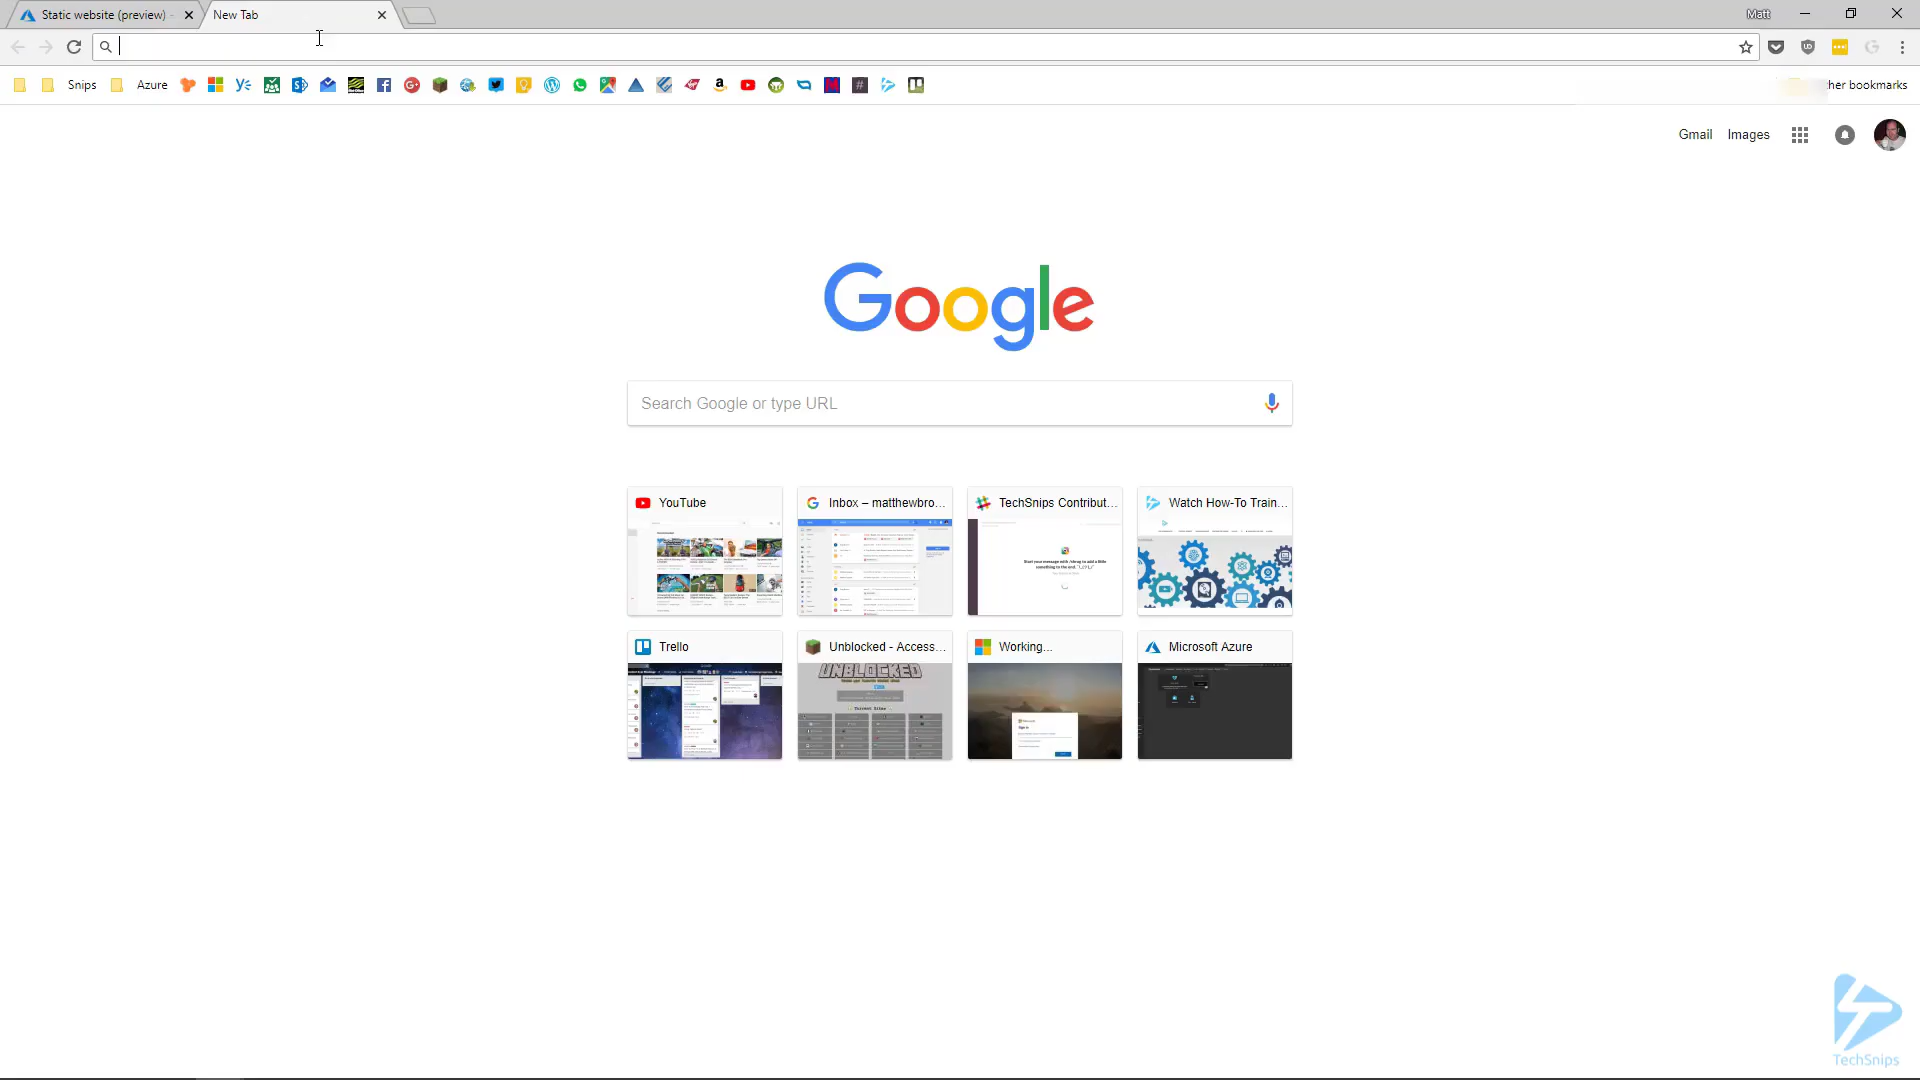 Static website (preview) -
New Tab
Matt
Snips
Azure
her bookmarks
Gmail
Images
Google
Search Google or type URL
YouTube
Inbox – matthewbro...
TechSnips Contribut...
Watch How-To Train...
Trello
Unblocked - Access...
Working...
Microsoft Azure
UNBLOCKED
TechSnips